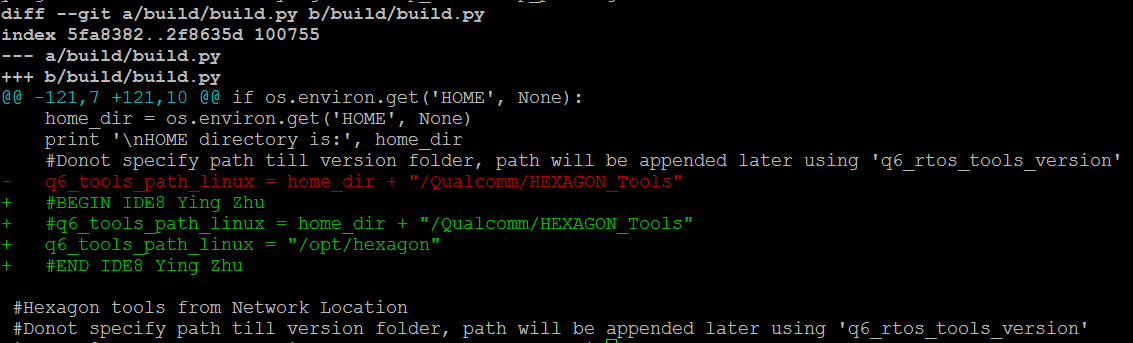 diff --git a/build/build.py b/build/build.py
index 5fa8382..2f8635d 100755
--- a/build/build.py
+++ b/build/build.py
@@ -121,7 +121,10 @@ if os.environ.get('HOME', None):
     home_dir = os.environ.get('HOME', None)
     print '\nHOME directory is:', home_dir
     #Donot specify path till version folder, path will be appended later using 'q6_rtos_tools_version'
-    q6_tools_path_linux = home_dir + "/Qualcomm/HEXAGON_Tools"
+    #BEGIN IDE8 Ying Zhu
+    #q6_tools_path_linux = home_dir + "/Qualcomm/HEXAGON_Tools"
+    q6_tools_path_linux = "/opt/hexagon"
+    #END IDE8 Ying Zhu

 #Hexagon tools from Network Location
 #Donot specify path till version folder, path will be appended later using 'q6_rtos_tools_version'